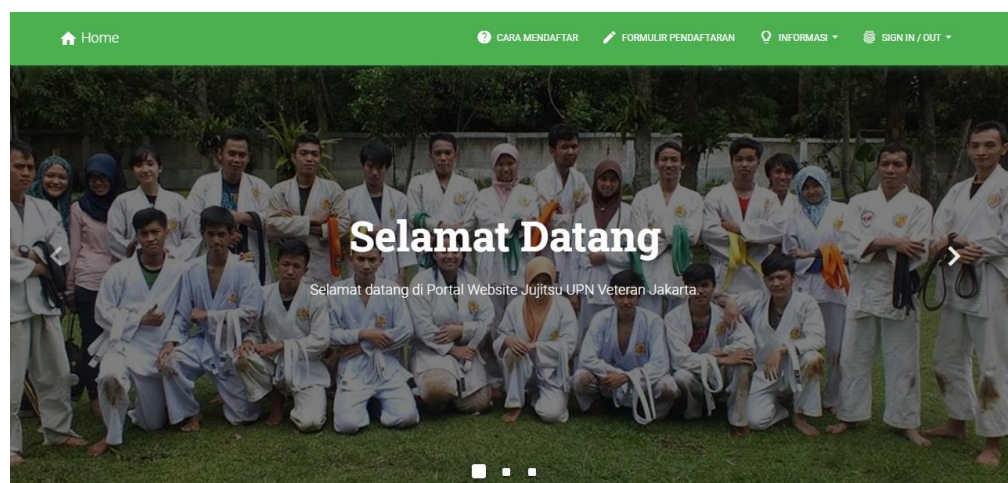 Home
CARA MENDAFTAR
FORMULIR PENDAFTARAN
INFORMASI
SIGN IN / OUT
Selamat Datang
Selamat datang di Portal Website Jujitsu UPN Veteran Jakarta.